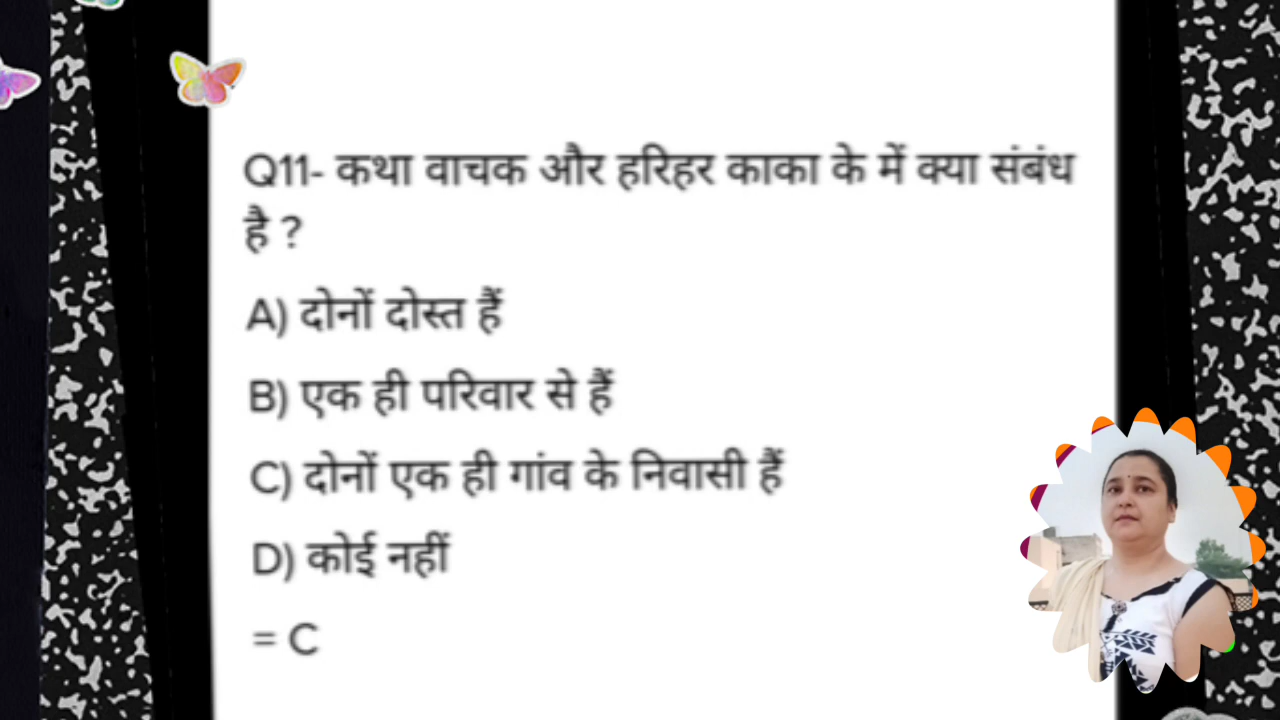 Q11- कथा वाचक और हरिहर काका के में क्या संबंध
है ?
A) दोनों दोस्त हैं
B) एक ही परिवार से हैं
C) दोनों एक ही गांव के निवासी हैं
D) कोई नहीं
= C